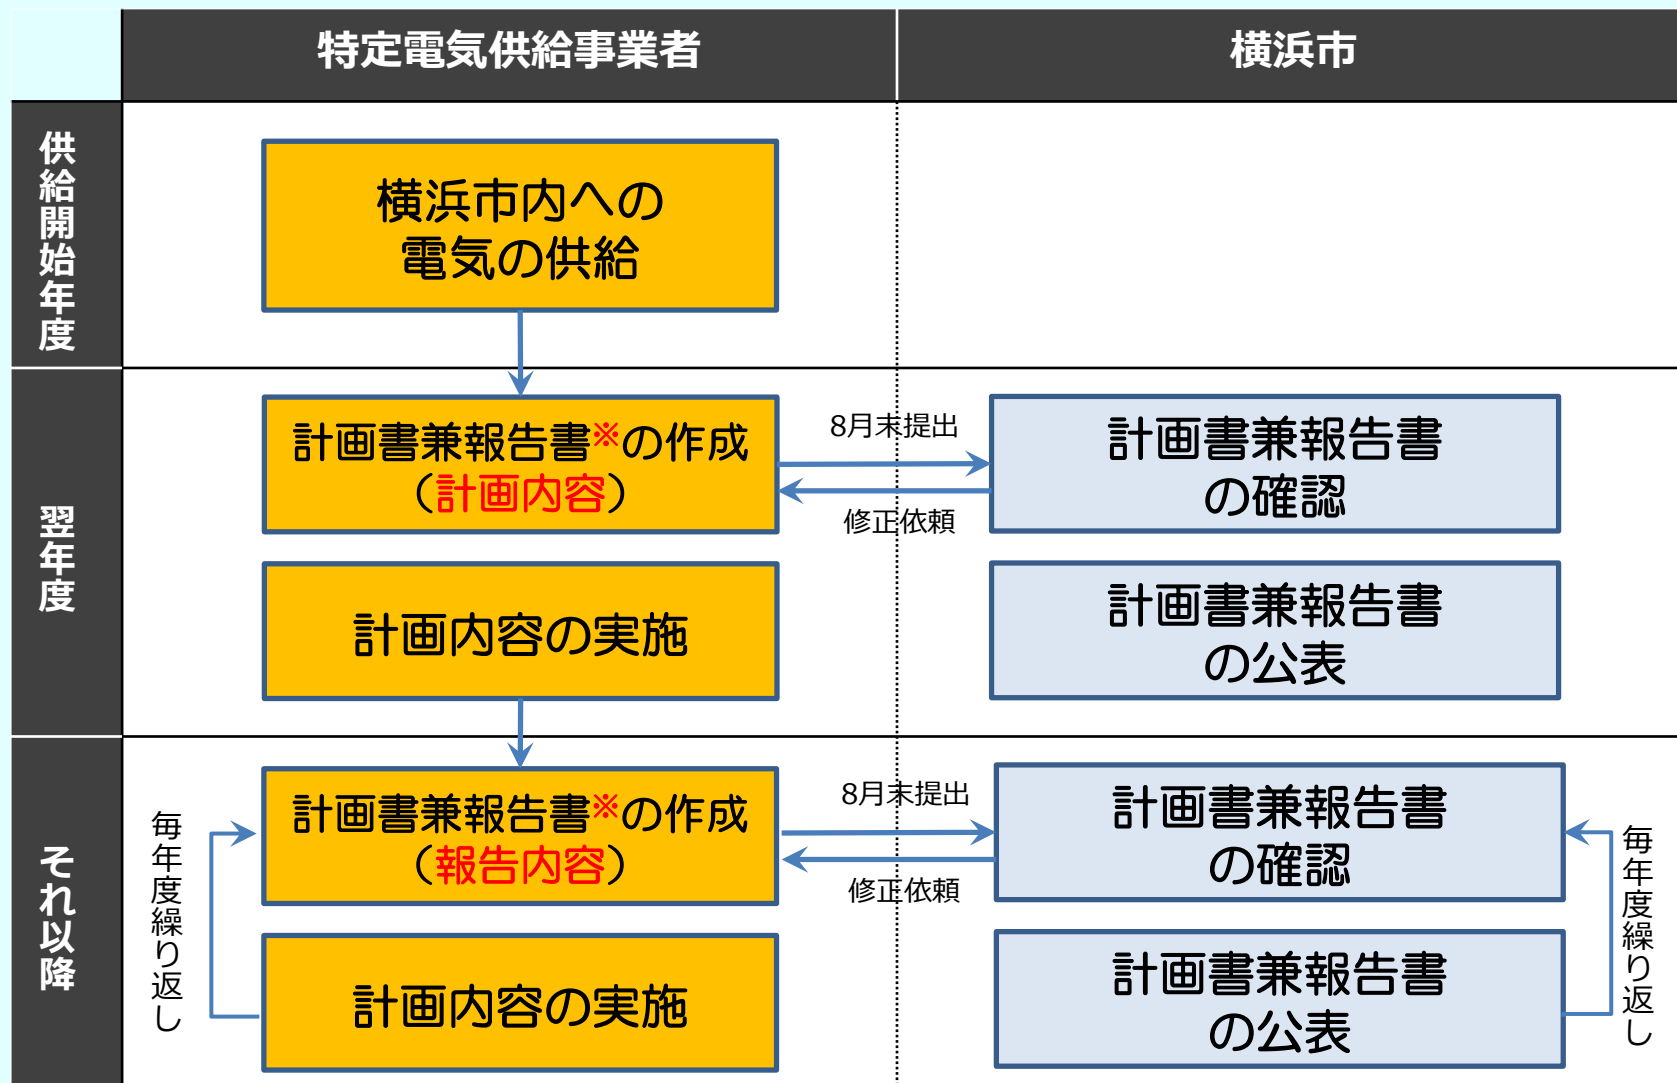 特定電気供給事業者
横浜市
供給開始年度
横浜市内への
電気の供給
翌年度
計画書兼報告書※の作成
（計画内容）
8月末提出
修正依頼
計画書兼報告書
の確認
計画内容の実施
計画書兼報告書
の公表
それ以降
毎年度繰り返し
計画書兼報告書※の作成
（報告内容）
8月末提出
修正依頼
計画書兼報告書
の確認
毎年度繰り返し
計画内容の実施
計画書兼報告書
の公表